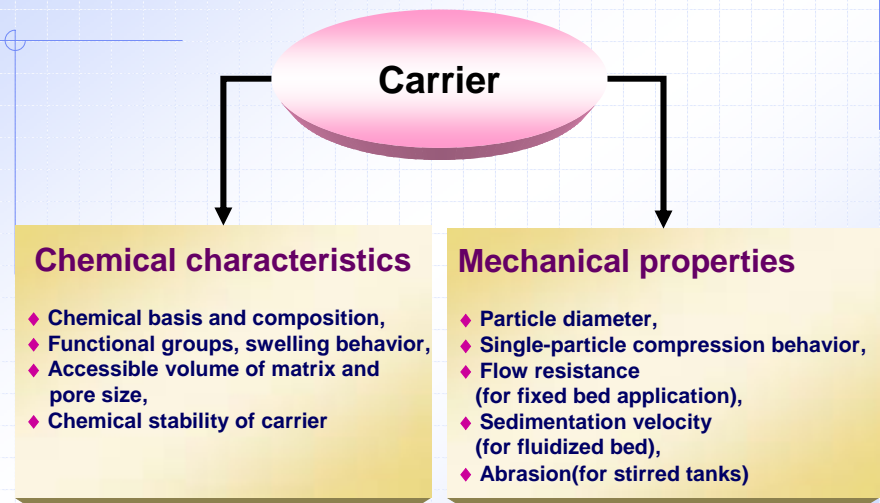 Carrier
Chemical characteristics
♦ Chemical basis and composition,
♦ Functional groups, swelling behavior,
♦ Accessible volume of matrix and
pore size,
♦ Chemical stability of carrier
Mechanical properties
♦ Particle diameter,
♦ Single-particle compression behavior,
♦ Flow resistance
(for fixed bed application),
♦ Sedimentation velocity
(for fluidized bed),
♦ Abrasion(for stirred tanks)